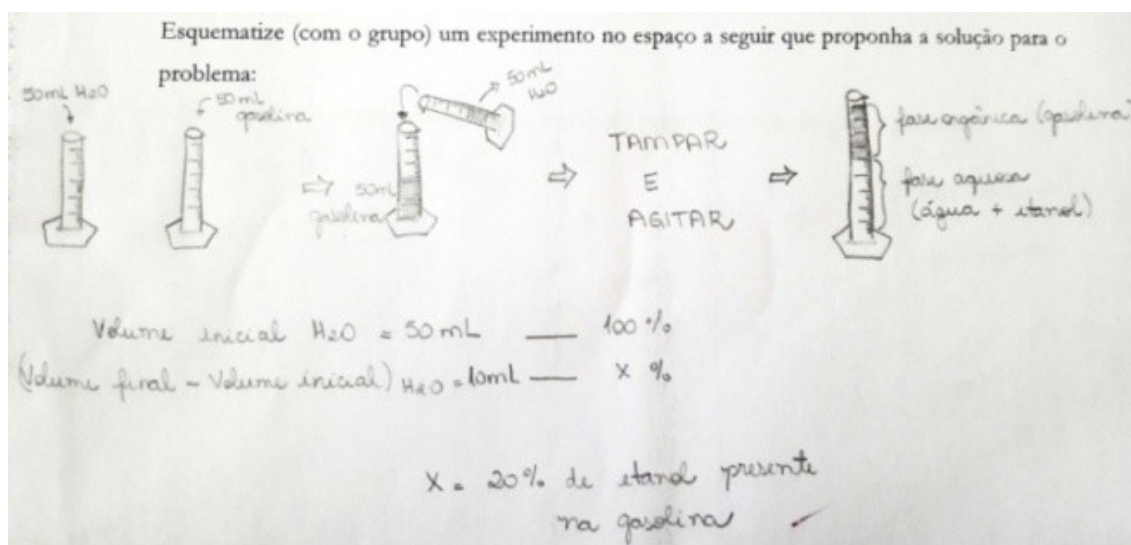 Esquematize (com o grupo) um experimento no espaço a seguir que proponha a solução para o
problema:
50mL H2O
50mL
gasolina
50mL
gasolina
50mL
H2O
TAMPAR
E
AGITAR
fase orgânica (gasolina)
fase aquosa
(água + etanol)
Volume inicial H2O = 50mL ___ 100%
(Volume final - Volume inicial) H2O = 10mL ___ X %
X = 20% de etanol presente
na gasolina